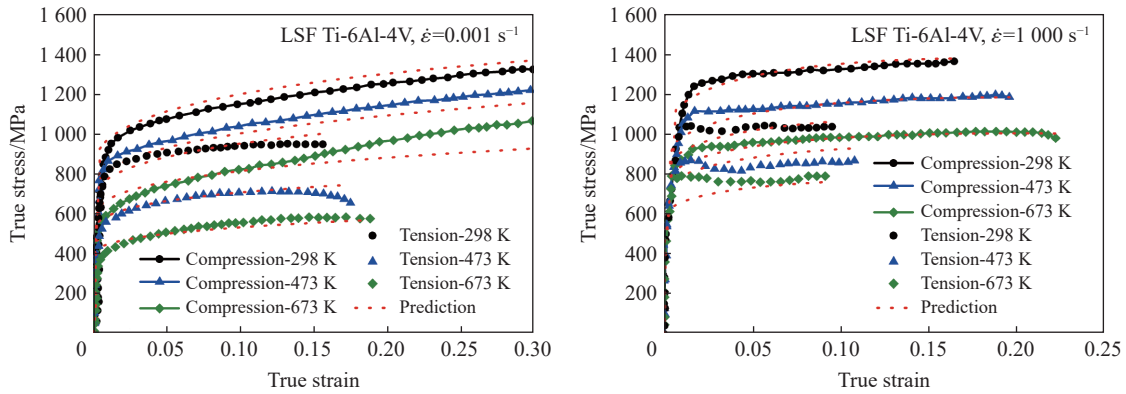 1 600
LSF Ti-6Al-4V, ε̇=0.001 s⁻¹
1 400
1 200
1 000
800
600
400
200
0
True stress/MPa
Compression-298 K
Compression-473 K
Compression-673 K
Tension-298 K
Tension-473 K
Tension-673 K
Prediction
0.05 0.10 0.15 0.20 0.25 0.30
True strain
1 600
LSF Ti-6Al-4V, ε̇=1 000 s⁻¹
1 400
1 200
1 000
800
600
400
200
0
True stress/MPa
Compression-298 K
Compression-473 K
Compression-673 K
Tension-298 K
Tension-473 K
Tension-673 K
Prediction
0.05 0.10 0.15 0.20 0.25
True strain